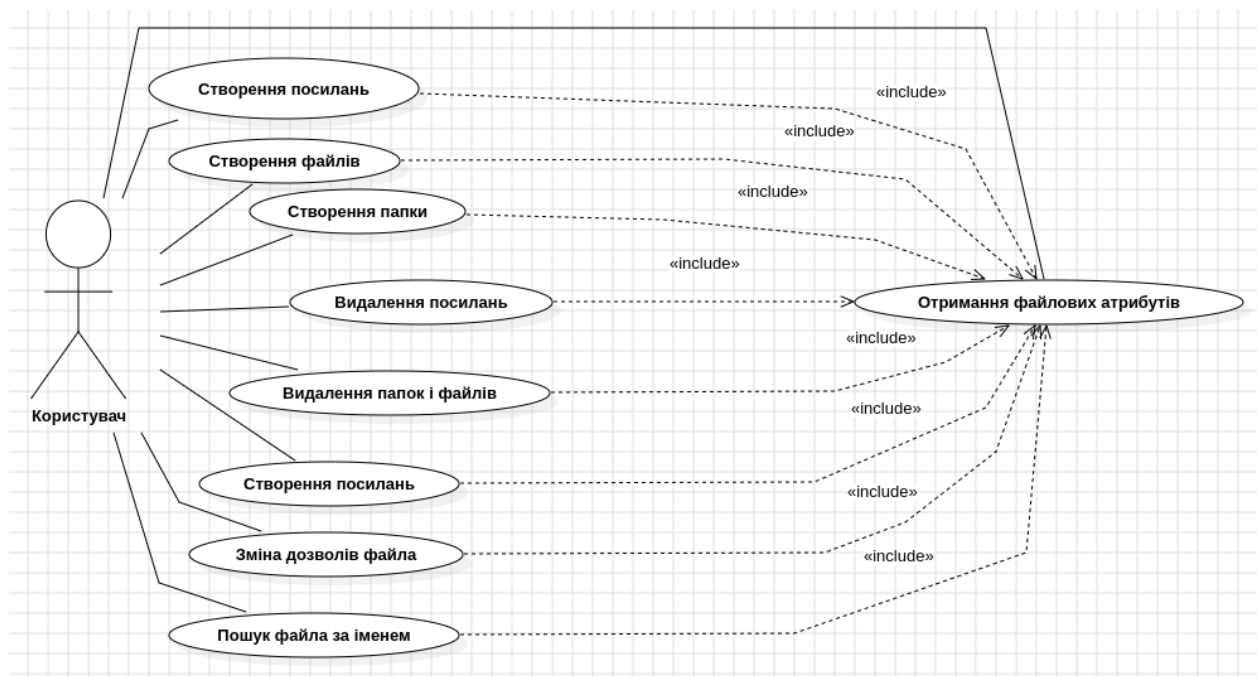 Створення посилань
«include»
«include»
Створення файлів
«include»
Створення папки
«include»
Видалення посилань
Отримання файлових атрибутів
«include»
Видалення папок і файлів
«include»
Користувач
Створення посилань
«include»
Зміна дозволів файла
«include»
Пошук файла за іменем